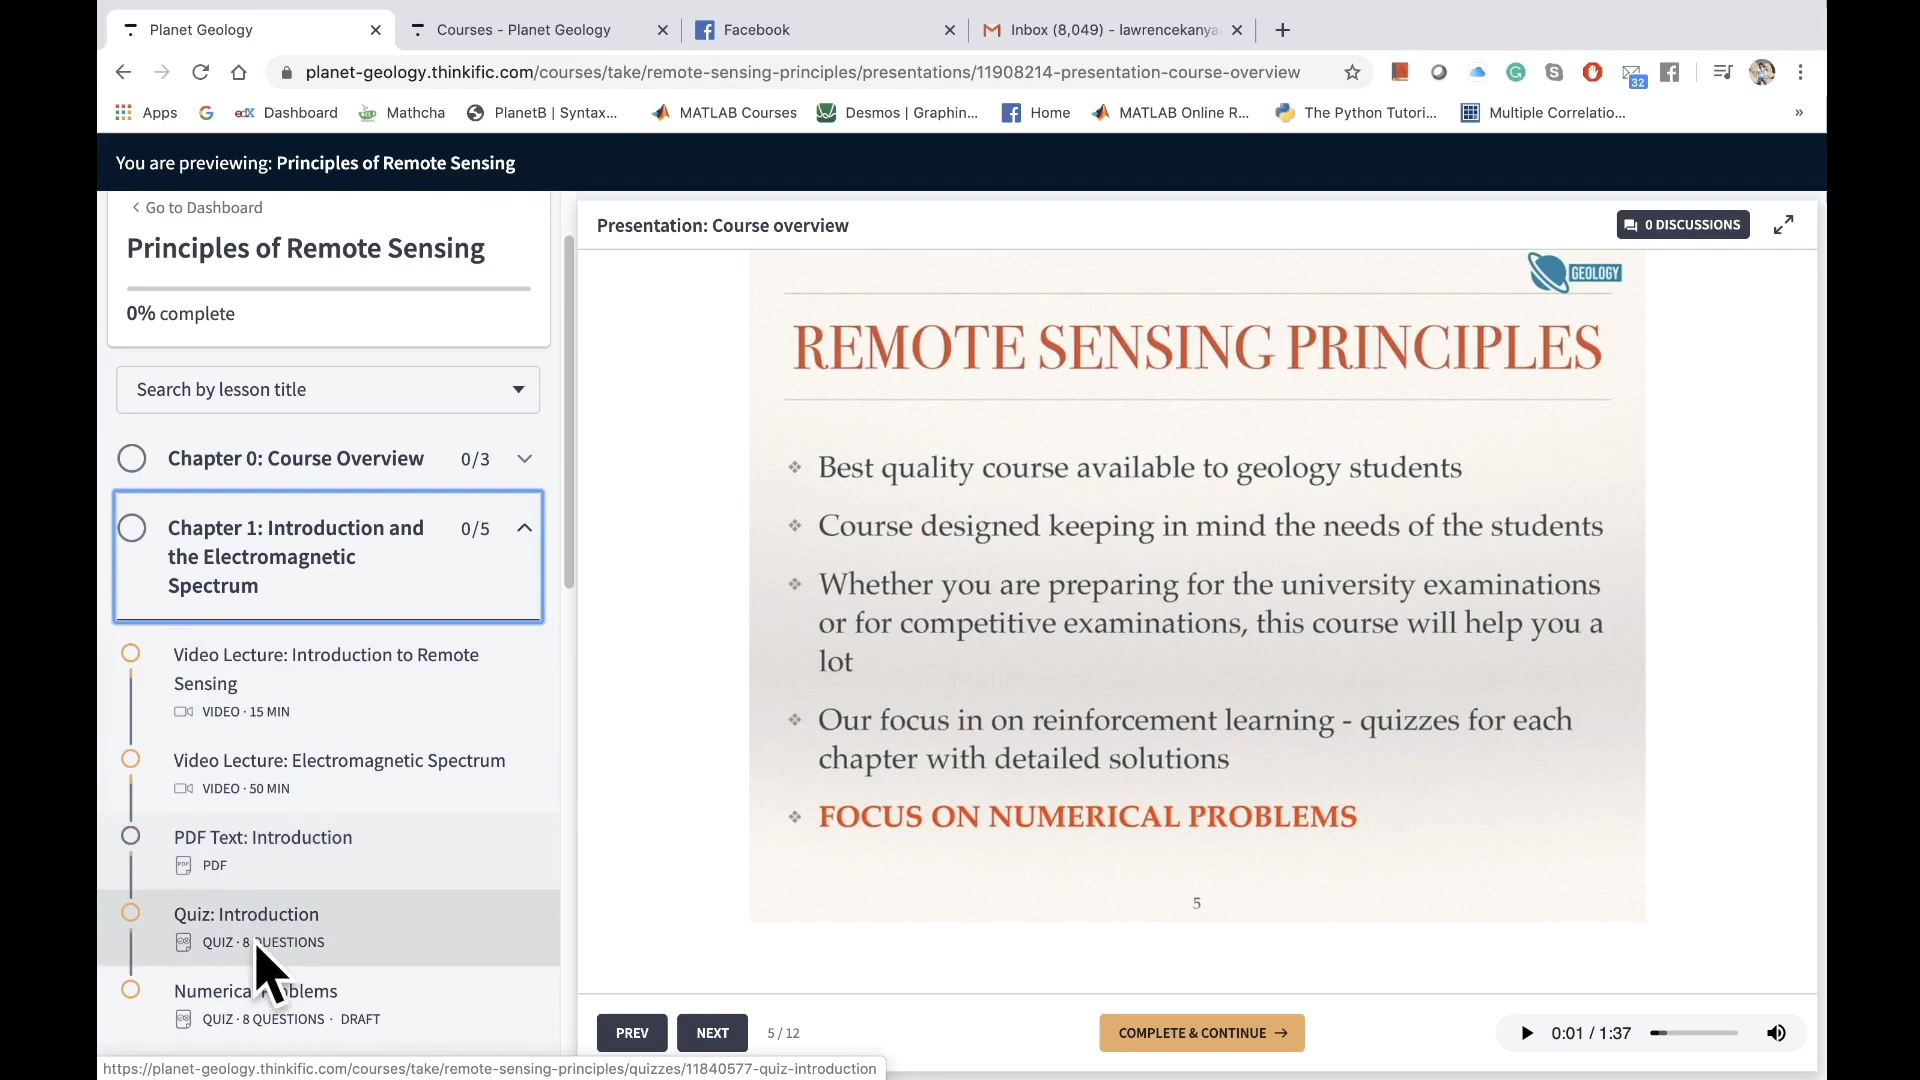 Planet Geology
Courses - Planet Geology
Facebook
Inbox (8,049) - lawrencekanya
planet-geology.thinkific.com/courses/take/remote-sensing-principles/presentations/11908214-presentation-course-overview
32
Apps
edX Dashboard
Mathcha
PlanetB | Syntax...
MATLAB Courses
Desmos | Graphin...
Home
MATLAB Online R...
The Python Tutori...
Multiple Correlatio...
»
You are previewing: Principles of Remote Sensing
Go to Dashboard
Principles of Remote Sensing
0% complete
Search by lesson title
Chapter 0: Course Overview 0/3
Chapter 1: Introduction and 0/5
the Electromagnetic
Spectrum
Video Lecture: Introduction to Remote
Sensing
VIDEO · 15 MIN
Video Lecture: Electromagnetic Spectrum
VIDEO · 50 MIN
PDF Text: Introduction
PDF
Quiz: Introduction
QUIZ · 8 QUESTIONS
Numerical Problems
QUIZ · 8 QUESTIONS · DRAFT
Presentation: Course overview
0 DISCUSSIONS
GEOLOGY
REMOTE SENSING PRINCIPLES
❖ Best quality course available to geology students
❖ Course designed keeping in mind the needs of the students
❖ Whether you are preparing for the university examinations
or for competitive examinations, this course will help you a
lot
❖ Our focus in on reinforcement learning - quizzes for each
chapter with detailed solutions
❖ FOCUS ON NUMERICAL PROBLEMS
5
PREV
NEXT
5 / 12
COMPLETE & CONTINUE →
0:01 / 1:37
https://planet-geology.thinkific.com/courses/take/remote-sensing-principles/quizzes/11840577-quiz-introduction